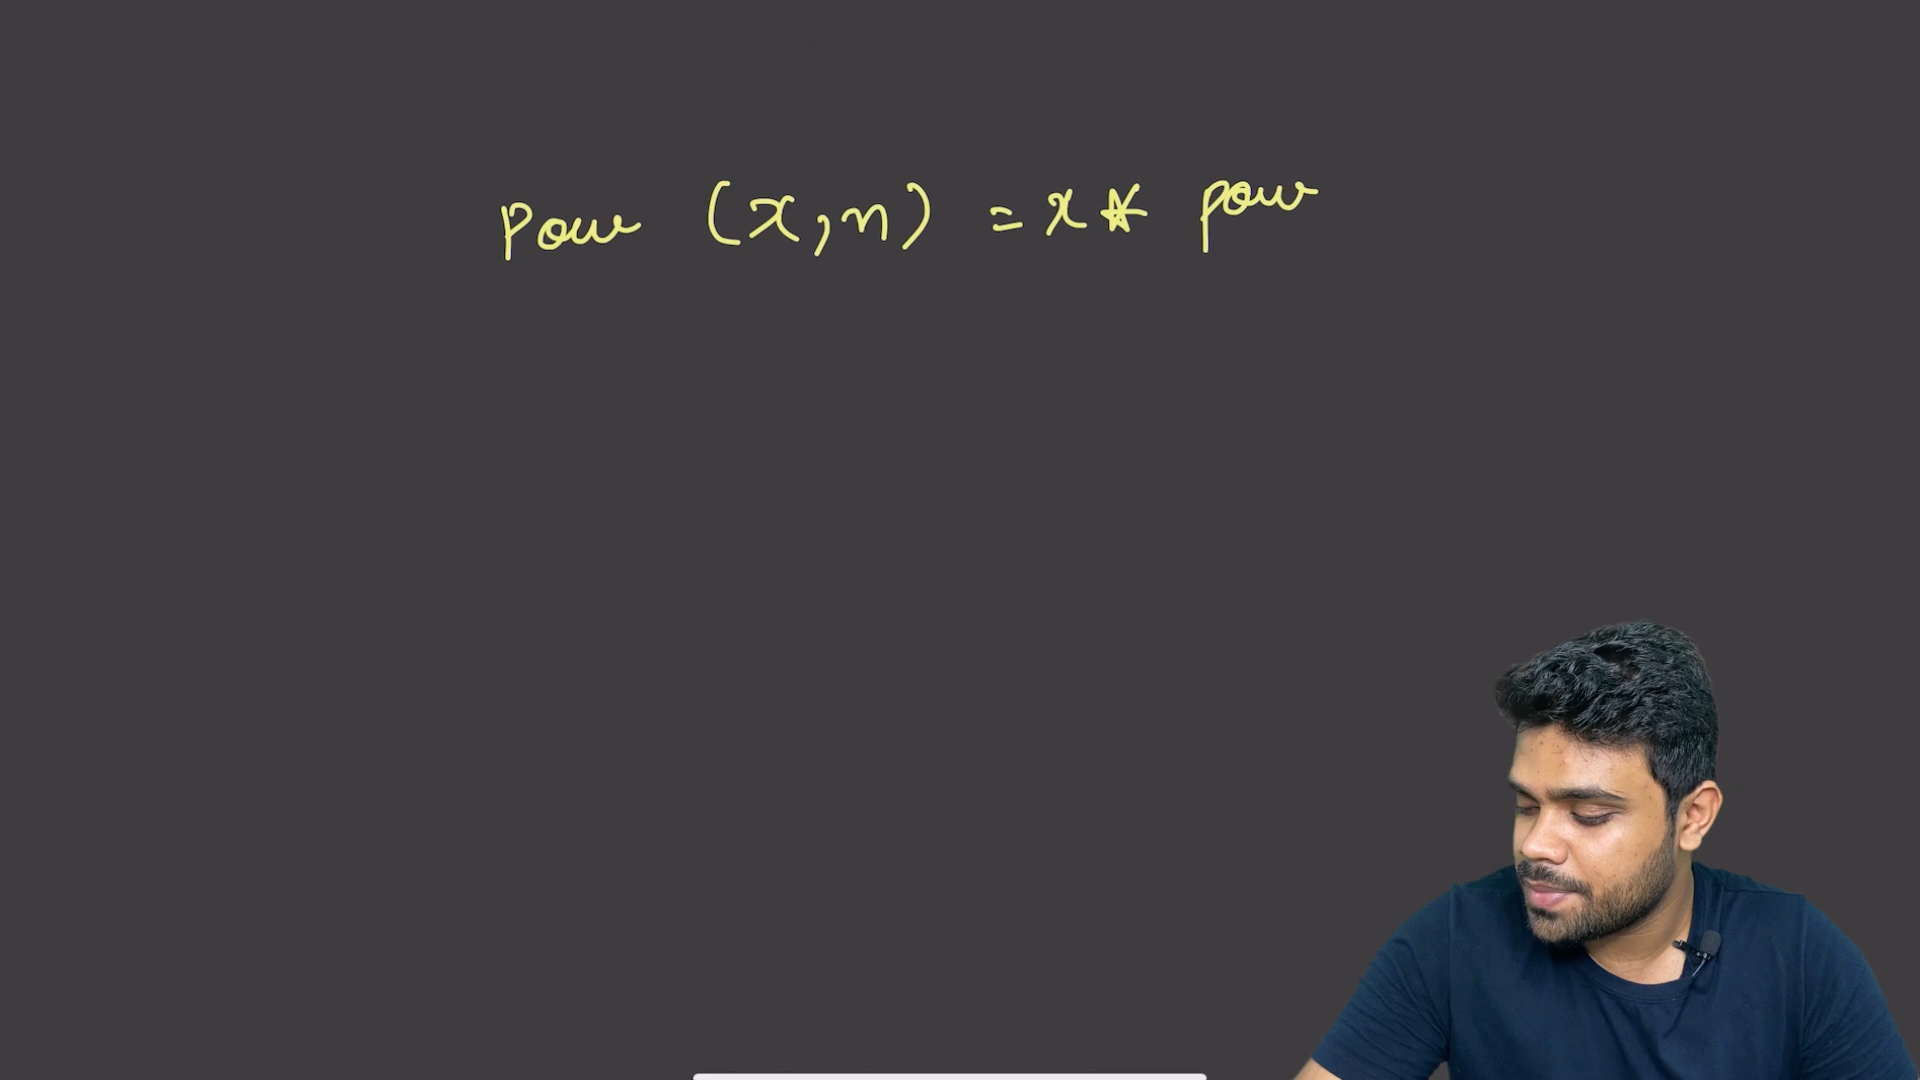 Pow (x,n) = x * pow